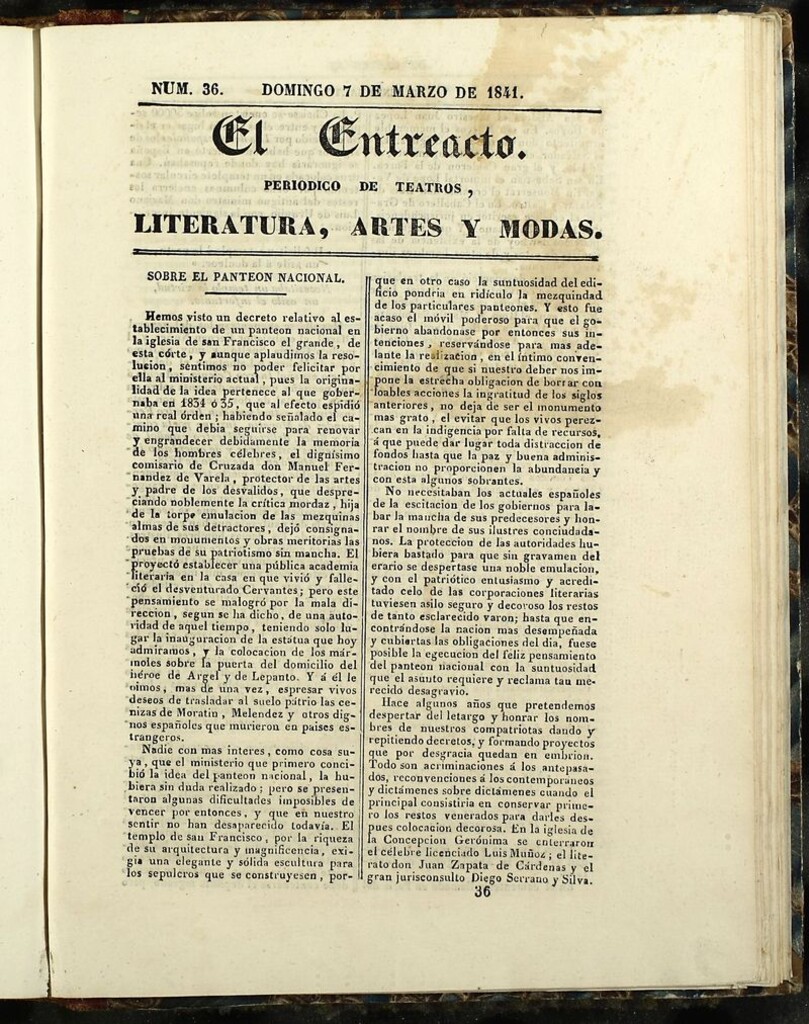 NUM. 36. DOMINGO 7 DE MARZO DE 1841.
El Entreacto.
PERIODICO DE TEATROS,
LITERATURA, ARTES Y MODAS.
SOBRE EL PANTEON NACIONAL.
Hemos visto un decreto relativo al es-
tablecimiento de un panteon nacional en
la iglesia de san Francisco el grande, de
esta córte, y aunque aplaudimos la reso-
lucion, sentimos no poder felicitar por
ella al ministerio actual, pues la origina-
lidad de la idea pertenece al que gober-
naba en 1834 ó 35, que al efecto espidió
una real órden; habiendo señalado el ca-
mino que debia seguirse para renovar
y engrandecer debidamente la memoria
de los hombres célebres, el dignísimo
comisario de Cruzada don Manuel Fer-
nandez de Varela, protector de las artes
y padre de los desvalidos, que despre-
ciando noblemente la crítica mordaz, hija
de la torpe emulacion de las mezquinas
almas de sus detractores, dejó consigna-
dos en monumentos y obras meritorias las
pruebas de su patriotismo sin mancha. El
proyectó establecer una pública academia
literaria en la casa en que vivió y falle-
ció el desventurado Cervantes; pero este
pensamiento se malogró por la mala di-
reccion, segun se ha dicho, de una auto-
ridad de aquel tiempo, teniendo solo lu-
gar la inauguracion de la estátua que hoy
admiramos, y la colocacion de los már-
moles sobre la puerta del domicilio del
héroe de Argel y de Lepanto. Y á él le
oimos, mas de una vez, espresar vivos
deseos de trasladar al suelo pátrio las ce-
nizas de Moratin, Melendez y otros dig-
nos españoles que murieron en paises es-
trangeros.
Nadie con mas interes, como cosa su-
ya, que el ministerio que primero conci-
bió la idea del panteon nacional, la hu-
biera sin duda realizado; pero se presen-
taron algunas dificultades imposibles de
vencer por entonces, y que en nuestro
sentir no han desaparecido todavía. El
templo de san Francisco, por la riqueza
de su arquitectura y magnificencia, exi-
gia una elegante y sólida escultura para
los sepulcros que se construyesen, por-
que en otro caso la suntuosidad del edi-
ficio pondria en ridículo la mezquindad
de los particulares panteones. Y esto fue
acaso el móvil poderoso para que el go-
bierno abandonase por entonces sus in-
tenciones, reservándose para mas ade-
lante la realizacion, en el íntimo conven-
cimiento de que si nuestro deber nos im-
pone la estrecha obligacion de borrar con
loables acciones la ingratitud de los siglos
anteriores, no deja de ser el monumento
mas grato, el evitar que los vivos perez-
can en la indigencia por falta de recursos,
á que puede dar lugar toda distraccion de
fondos hasta que la paz y buena adminis-
tracion no proporcionen la abundancia y
con esta algunos sobrantes.
No necesitaban los actuales españoles
de la escitacion de los gobiernos para la-
bar la mancha de sus predecesores y hon-
rar el nombre de sus ilustres conciudada-
nos. La proteccion de las autoridades hu-
biera bastado para que sin gravamen del
erario se despertase una noble emulacion,
y con el patriótico entusiasmo y acredi-
tado celo de las corporaciones literarias
tuviesen asilo seguro y decoroso los restos
de tanto esclarecido varon; hasta que en-
contrándose la nacion mas desempeñada
y cubiertas las obligaciones del dia, fuese
posible la egecucion del feliz pensamiento
del panteon nacional con la suntuosidad
que el asunto requiere y reclama tan me-
recido desagravio.
Hace algunos años que pretendemos
despertar del letargo y honrar los nom-
bres de nuestros compatriotas dando y
repitiendo decretos, y formando proyectos
que por desgracia quedan en embrion.
Todo son acriminaciones á los antepasa-
dos, reconvenciones á los contemporaneos
y dictámenes sobre dictámenes cuando el
principal consistiria en conservar prime-
ro los restos venerados para darles des-
pues colocacion decorosa. En la iglesia de
la Concepcion Gerónima se enterraron
el célebre licenciado Luis Muñoz; el lite-
rato don Juan Zapata de Cárdenas y el
gran jurisconsulto Diego Serrano y Silva.
36